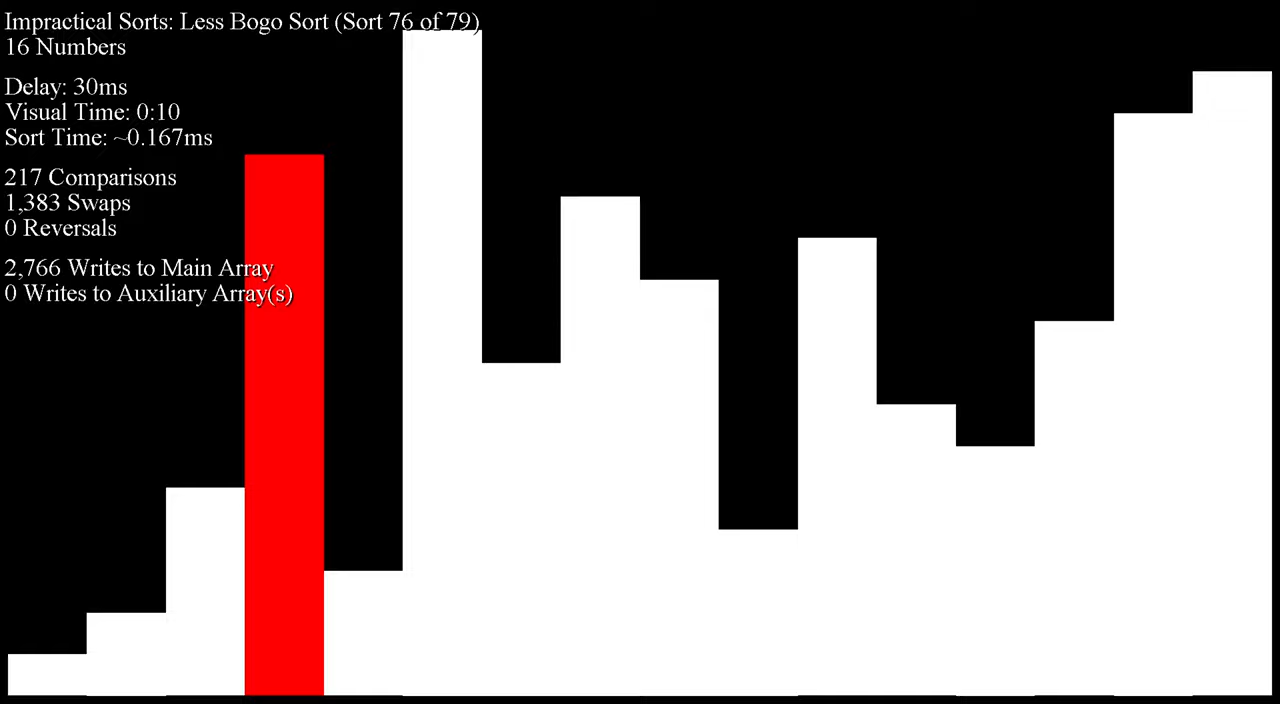 Impractical Sorts: Less Bogo Sort (Sort 76 of 79)
16 Numbers
Delay: 30ms
Visual Time: 0:10
Sort Time: ~0.167ms
217 Comparisons
1,383 Swaps
0 Reversals
2,766 Writes to Main Array
0 Writes to Auxiliary Array(s)